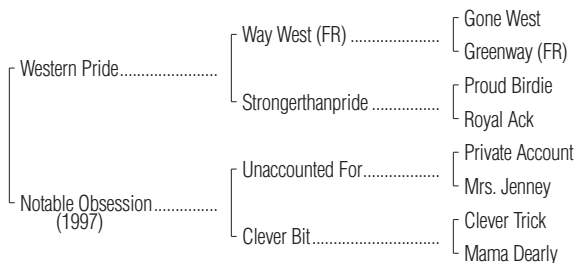 Gone West
Way West (FR) .....................
Greenway (FR)
Western Pride.......................
Proud Birdie
Strongerthanpride ................
Royal Ack
Private Account
Unaccounted For..................
Mrs. Jenney
Notable Obsession...............
(1997)
Clever Trick
Clever Bit..............................
Mama Dearly